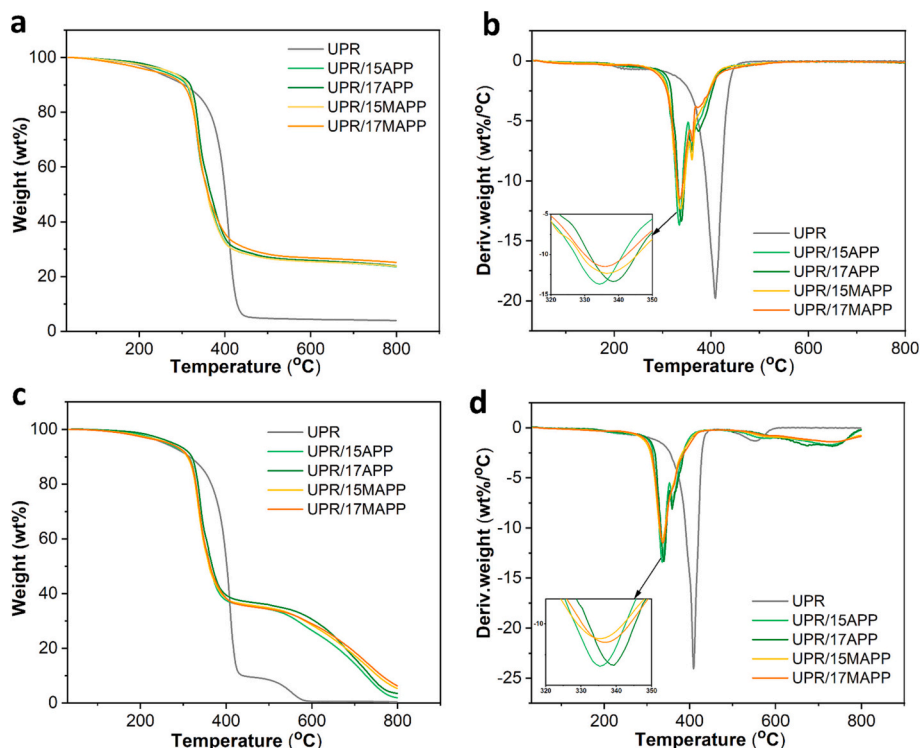 a
UPR
UPR/15APP
UPR/17APP
UPR/15MAPP
UPR/17MAPP
Weight (wt%)
100
80
60
40
20
0
200 400 600 800
Temperature (°C)
b
0
-5
-10
-15
-20
Deriv.weight (wt%/°C)
-5
-10
-15
320 330 340 350
UPR
UPR/15APP
UPR/17APP
UPR/15MAPP
UPR/17MAPP
200 400 600 800
Temperature (°C)
c
UPR
UPR/15APP
UPR/17APP
UPR/15MAPP
UPR/17MAPP
Weight (wt%)
100
80
60
40
20
0
200 400 600 800
Temperature (°C)
d
0
-5
-10
-15
-20
-25
Deriv.weight (wt%/°C)
-10
320 330 340 350
UPR
UPR/15APP
UPR/17APP
UPR/15MAPP
UPR/17MAPP
200 400 600 800
Temperature (°C)